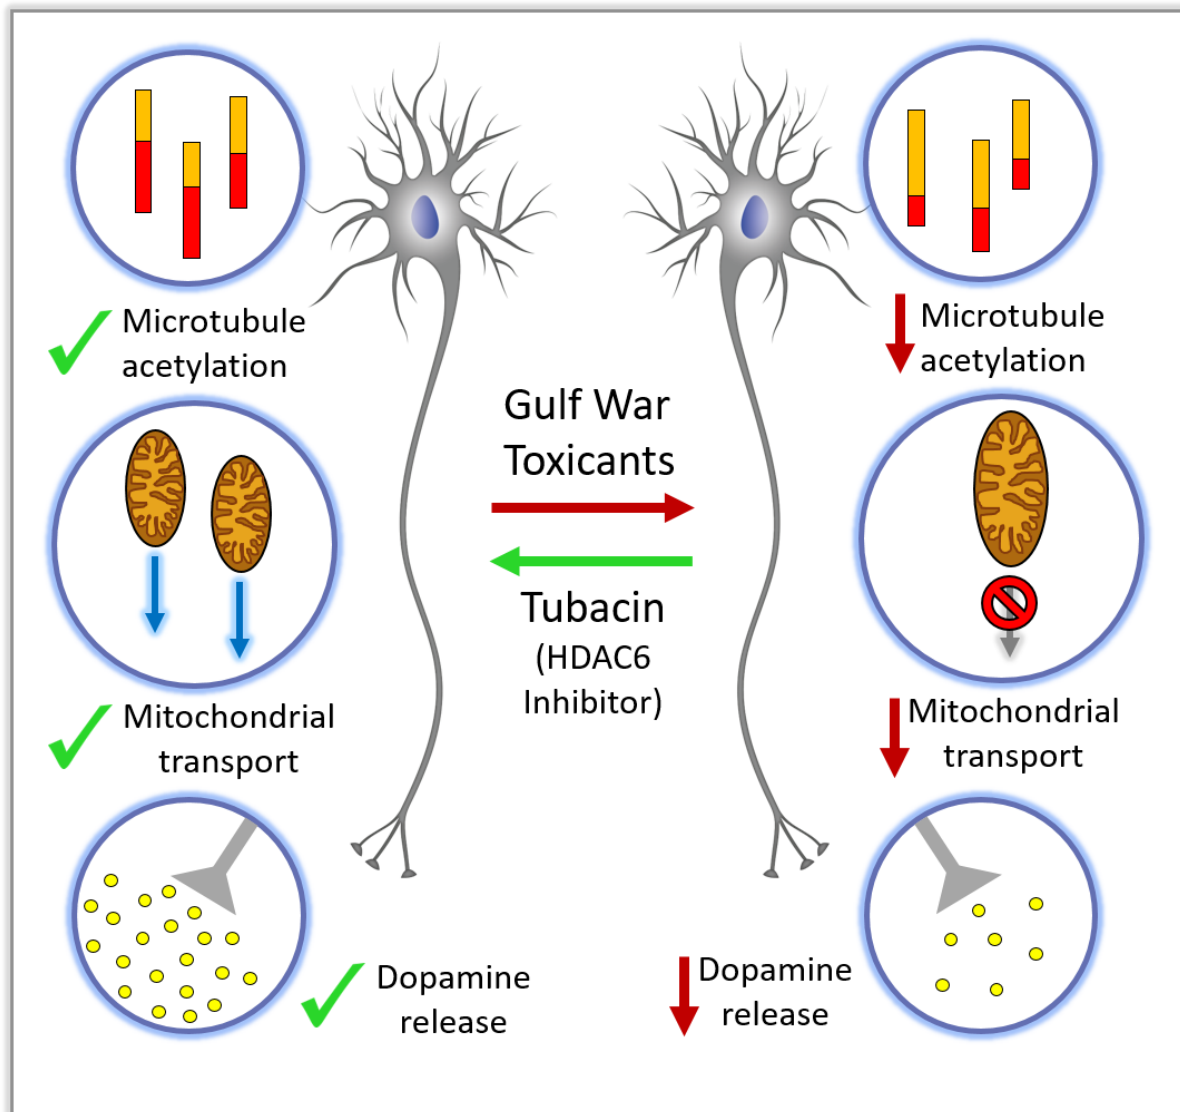 Microtubule
acetylation
Mitochondrial
transport
Dopamine
release
Gulf War
Toxicants
Tubacin
(HDAC6
Inhibitor)
Microtubule
acetylation
Mitochondrial
transport
Dopamine
release